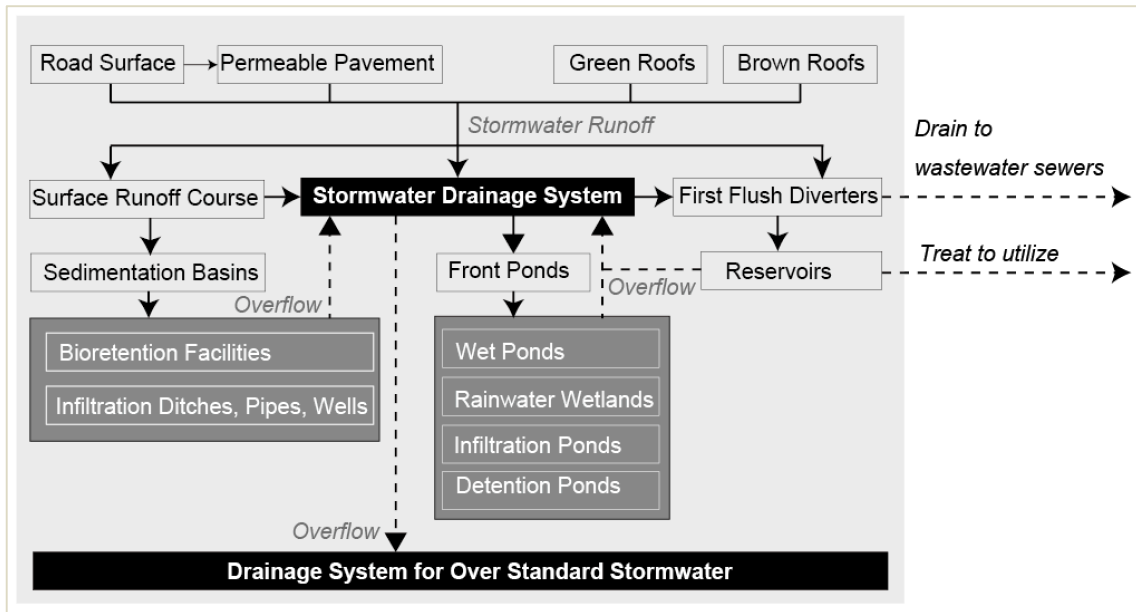 Road Surface
Permeable Pavement
Green Roofs
Brown Roofs
Stormwater Runoff
Drain to
wastewater sewers
Surface Runoff Course
Stormwater Drainage System
First Flush Diverters
Treat to utilize
Sedimentation Basins
Front Ponds
Reservoirs
Overflow
Overflow
Bioretention Facilities
Infiltration Ditches, Pipes, Wells
Wet Ponds
Rainwater Wetlands
Infiltration Ponds
Detention Ponds
Overflow
Drainage System for Over Standard Stormwater